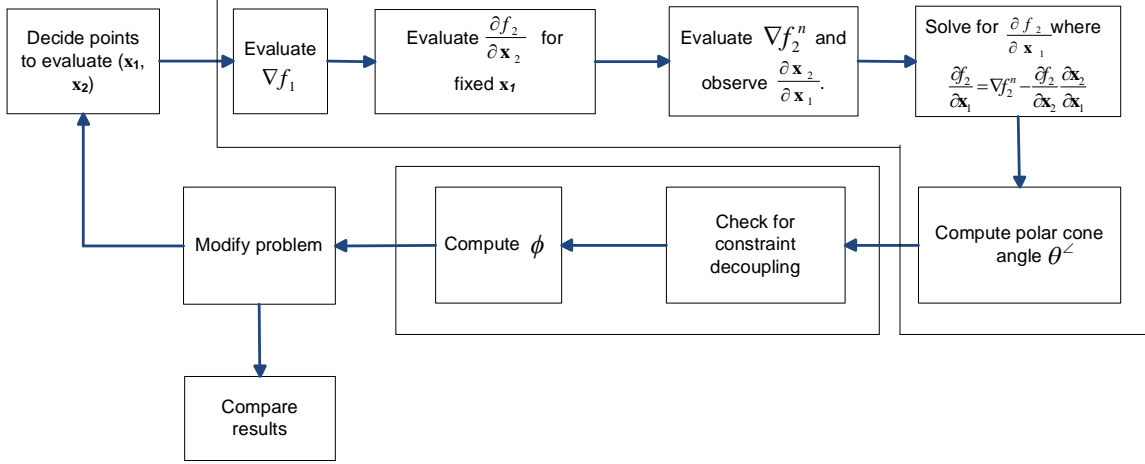 Decide points
to evaluate (x₁,
x₂)
Evaluate
∇f₁
Evaluate ∂f₂/∂x₂ for
fixed x₁
Evaluate ∇f₂ⁿ and
observe ∂x₂/∂x₁.
Solve for ∂f₂/∂x₁ where
∂f₂/∂x₁ = ∇f₂ⁿ − ∂f₂/∂x₂ ∂x₂/∂x₁
Compute polar cone
angle θ^∠
Check for
constraint
decoupling
Compute ϕ
Modify problem
Compare
results